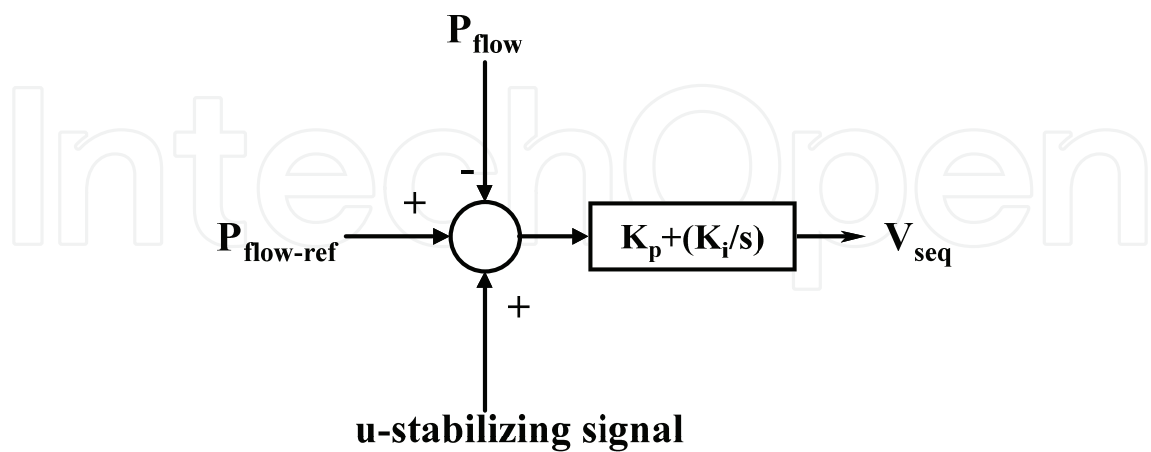 IntechOpen
P_flow
-
+
P_flow-ref
K_p+(K_i/s)
V_seq
+
u-stabilizing signal